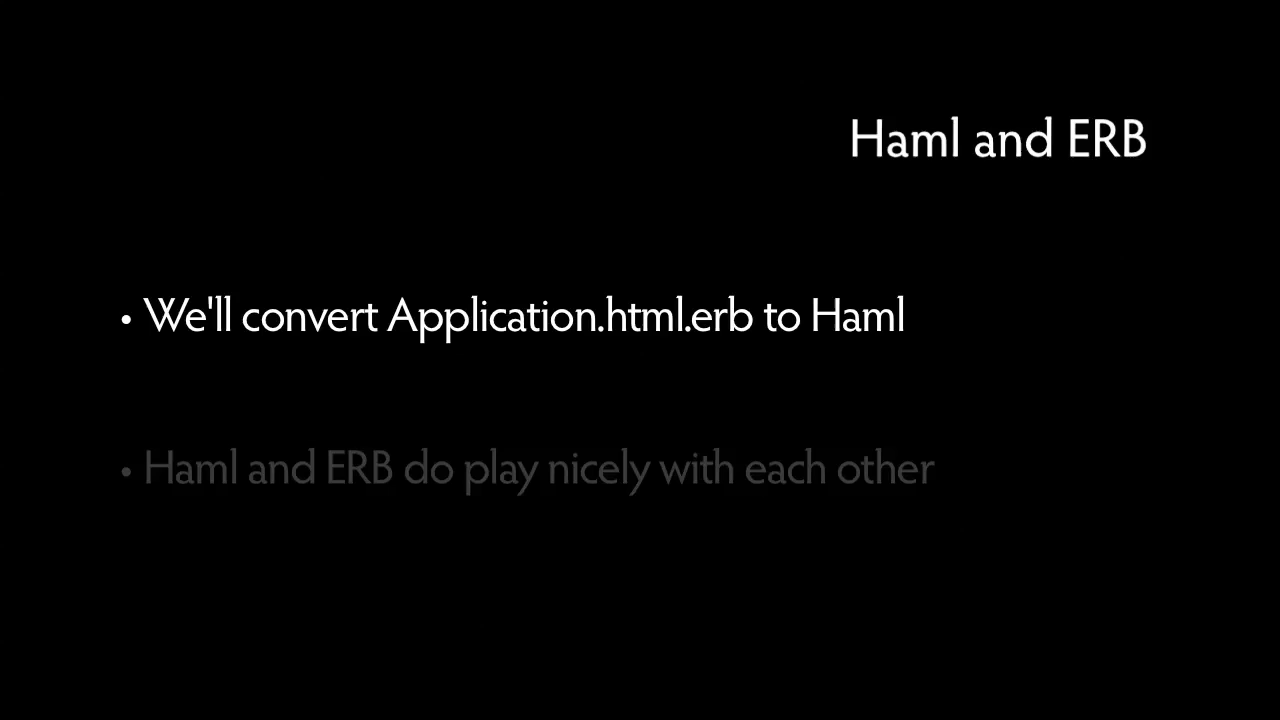 Haml and ERB
• We'll convert Application.html.erb to Haml
• Haml and ERB do play nicely with each other